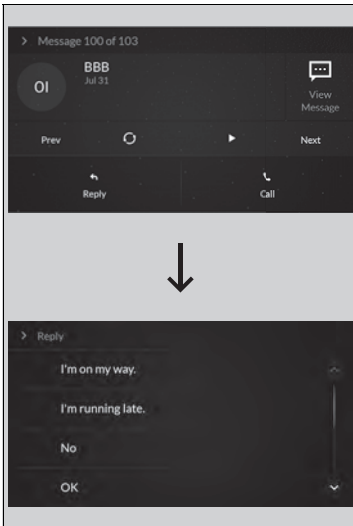 Message 100 of 103
BBB
Jul 31
OI
View
Message
Prev
Next
Reply
Call
Reply
I'm on my way.
I'm running late.
No
OK